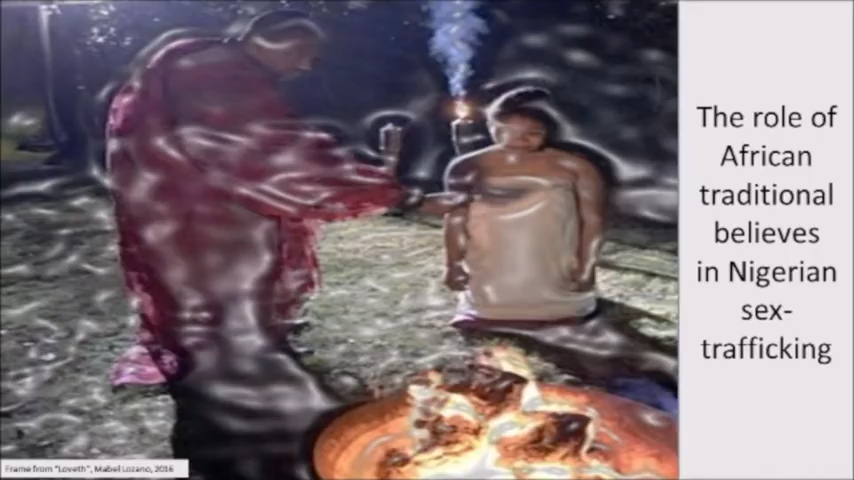 The role of
African
traditional
believes
in Nigerian
sex-
trafficking
Frame from "Loveth", Mabel Lozano, 2016